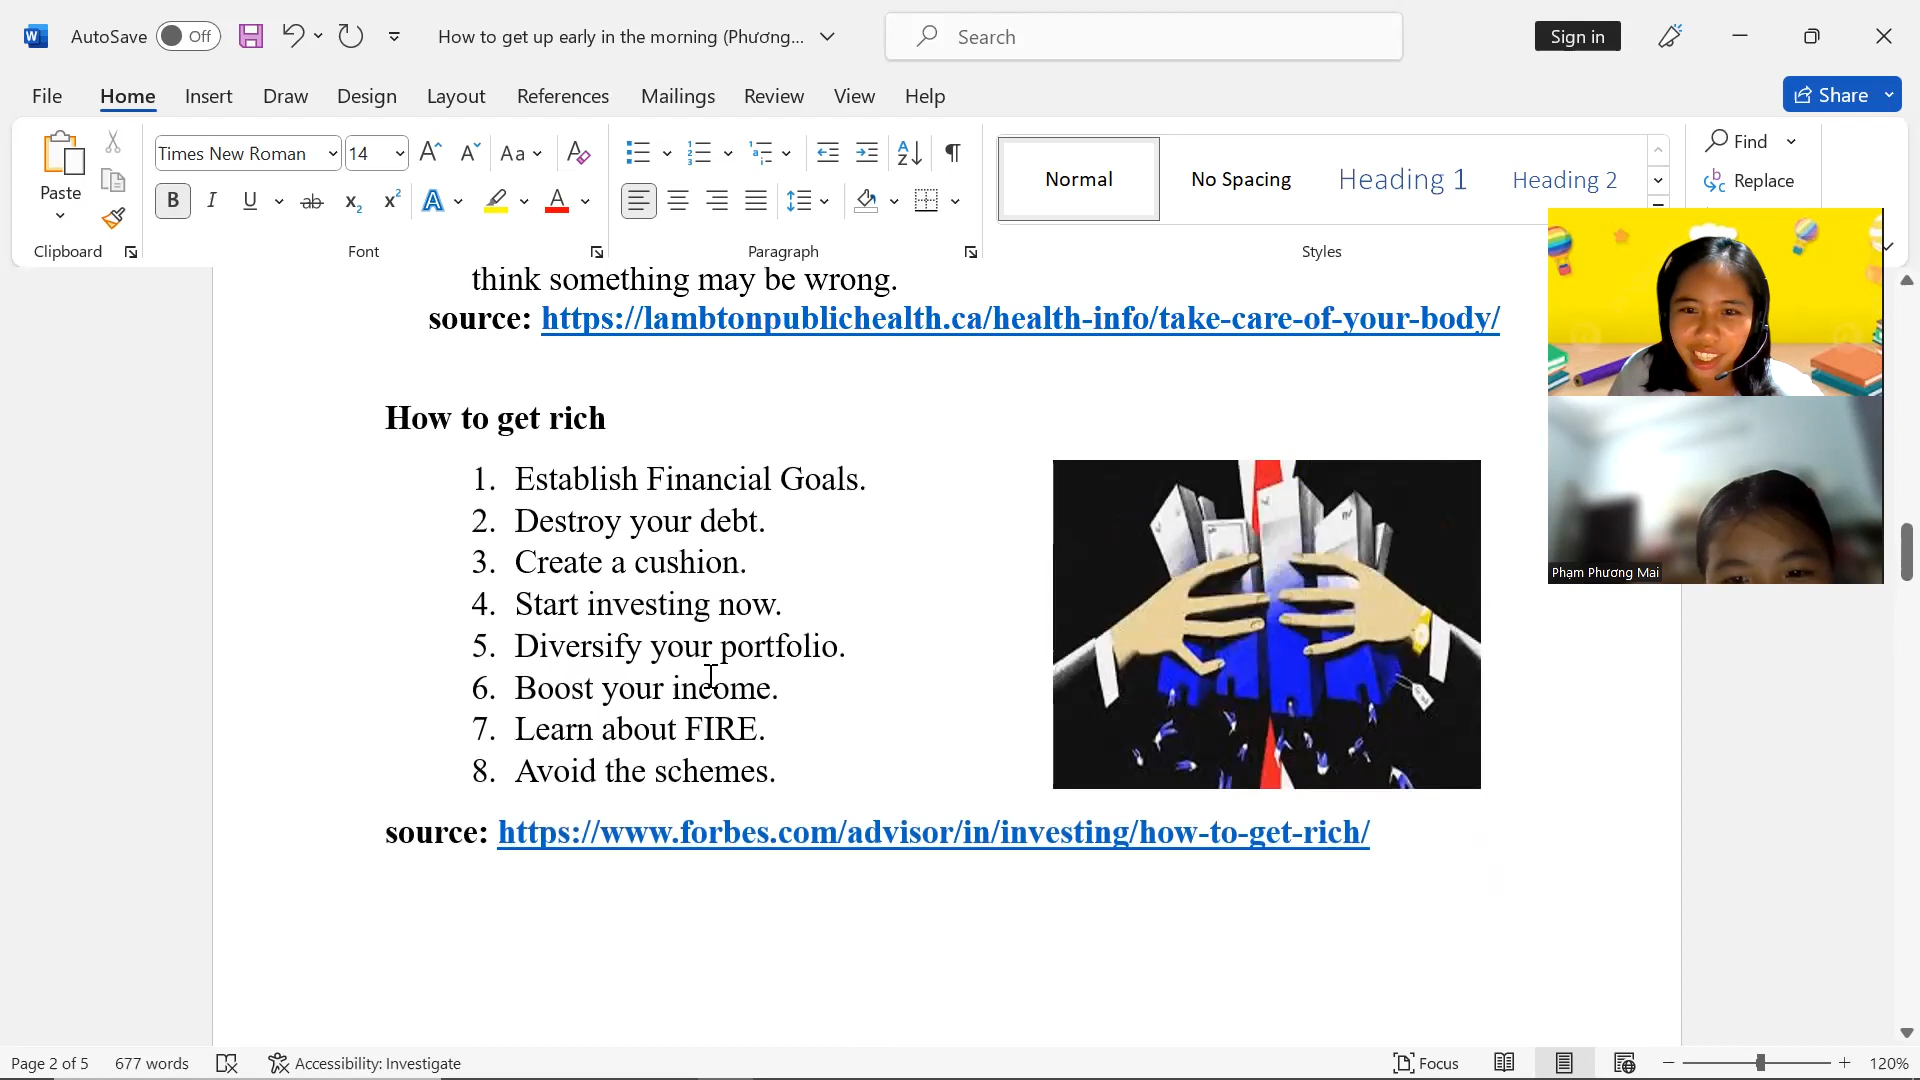 AutoSave Off How to get up early in the morning (Phương... Search Sign in
File Home Insert Draw Design Layout References Mailings Review View Help Share
Paste Times New Roman 14 Normal No Spacing Heading 1 Heading 2 Find
Replace
Clipboard Font Paragraph Styles
think something may be wrong.
source: https://lambtonpublichealth.ca/health-info/take-care-of-your-body/
How to get rich
1. Establish Financial Goals.
2. Destroy your debt.
3. Create a cushion.
4. Start investing now.
5. Diversify your portfolio.
6. Boost your income.
7. Learn about FIRE.
8. Avoid the schemes.
source: https://www.forbes.com/advisor/in/investing/how-to-get-rich/
Phạm Phương Mai
Page 2 of 5 677 words Accessibility: Investigate Focus 120%